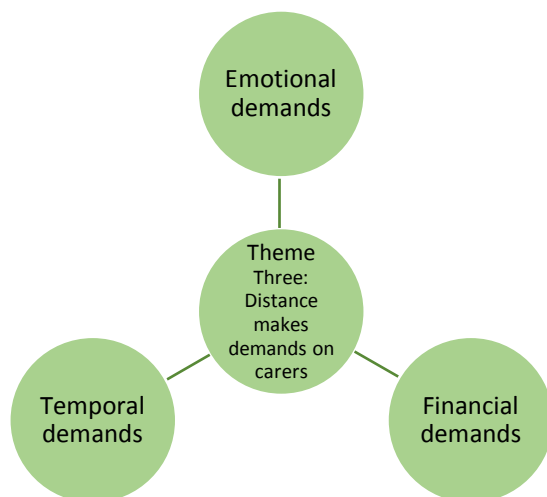 Emotional
demands
Theme
Three:
Distance
makes
demands on
carers
Temporal
demands
Financial
demands